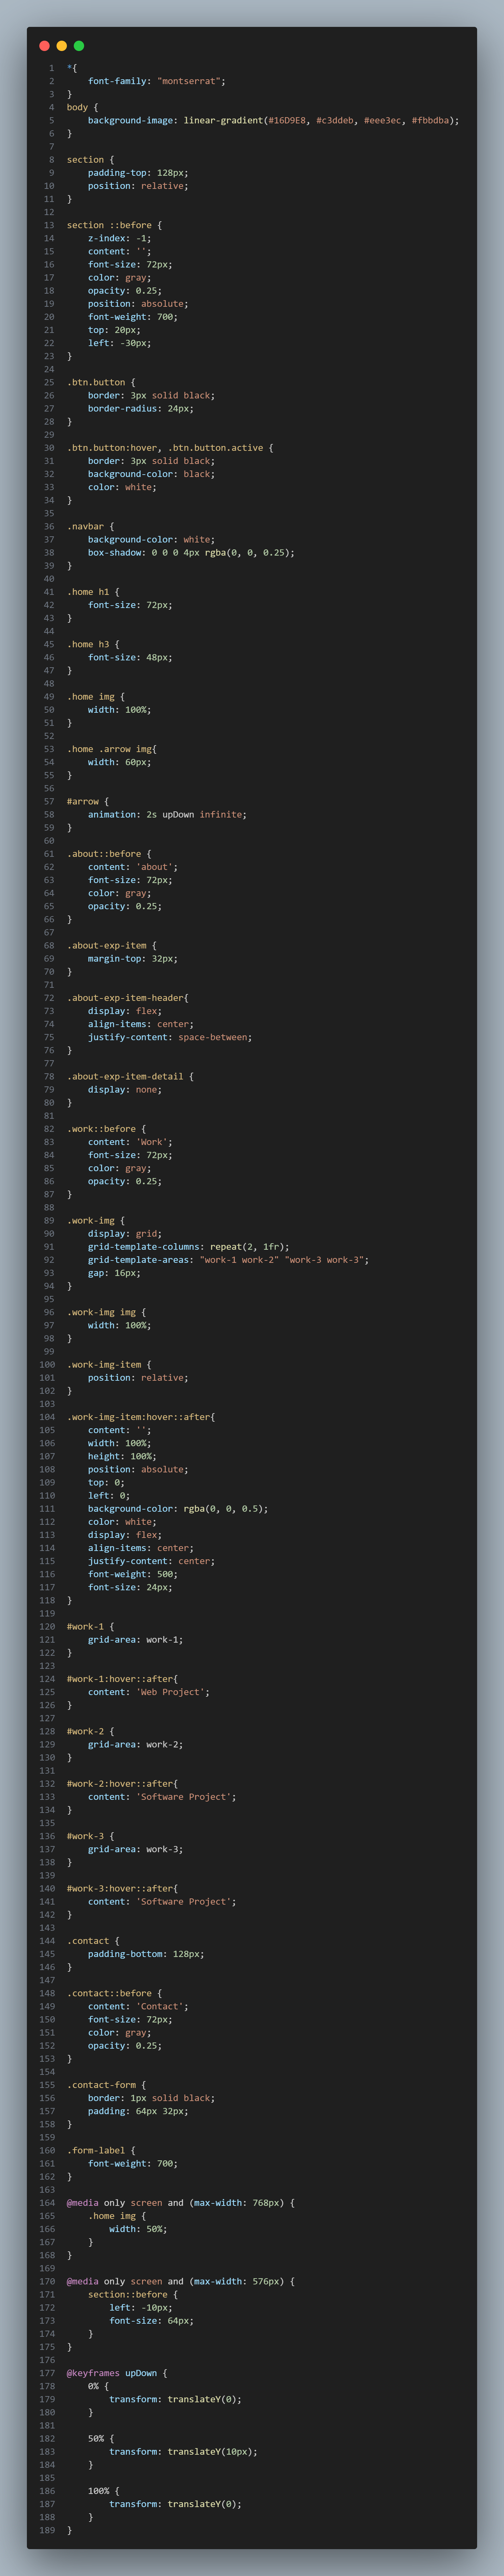 1 *{
2     font-family: "montserrat";
3 }
4 body {
5     background-image: linear-gradient(#16D9E8, #c3ddeb, #eee3ec, #fbbdba);
6 }
7
8 section {
9     padding-top: 128px;
10     position: relative;
11 }
12
13 section ::before {
14     z-index: -1;
15     content: '';
16     font-size: 72px;
17     color: gray;
18     opacity: 0.25;
19     position: absolute;
20     font-weight: 700;
21     top: 20px;
22     left: -30px;
23 }
24
25 .btn.button {
26     border: 3px solid black;
27     border-radius: 24px;
28 }
29
30 .btn.button:hover, .btn.button.active {
31     border: 3px solid black;
32     background-color: black;
33     color: white;
34 }
35
36 .navbar {
37     background-color: white;
38     box-shadow: 0 0 0 4px rgba(0, 0, 0.25);
39 }
40
41 .home h1 {
42     font-size: 72px;
43 }
44
45 .home h3 {
46     font-size: 48px;
47 }
48
49 .home img {
50     width: 100%;
51 }
52
53 .home .arrow img{
54     width: 60px;
55 }
56
57 #arrow {
58     animation: 2s upDown infinite;
59 }
60
61 .about::before {
62     content: 'about';
63     font-size: 72px;
64     color: gray;
65     opacity: 0.25;
66 }
67
68 .about-exp-item {
69     margin-top: 32px;
70 }
71
72 .about-exp-item-header{
73     display: flex;
74     align-items: center;
75     justify-content: space-between;
76 }
77
78 .about-exp-item-detail {
79     display: none;
80 }
81
82 .work::before {
83     content: 'Work';
84     font-size: 72px;
85     color: gray;
86     opacity: 0.25;
87 }
88
89 .work-img {
90     display: grid;
91     grid-template-columns: repeat(2, 1fr);
92     grid-template-areas: "work-1 work-2" "work-3 work-3";
93     gap: 16px;
94 }
95
96 .work-img img {
97     width: 100%;
98 }
99
100 .work-img-item {
101     position: relative;
102 }
103
104 .work-img-item:hover::after{
105     content: '';
106     width: 100%;
107     height: 100%;
108     position: absolute;
109     top: 0;
110     left: 0;
111     background-color: rgba(0, 0, 0.5);
112     color: white;
113     display: flex;
114     align-items: center;
115     justify-content: center;
116     font-weight: 500;
117     font-size: 24px;
118 }
119
120 #work-1 {
121     grid-area: work-1;
122 }
123
124 #work-1:hover::after{
125     content: 'Web Project';
126 }
127
128 #work-2 {
129     grid-area: work-2;
130 }
131
132 #work-2:hover::after{
133     content: 'Software Project';
134 }
135
136 #work-3 {
137     grid-area: work-3;
138 }
139
140 #work-3:hover::after{
141     content: 'Software Project';
142 }
143
144 .contact {
145     padding-bottom: 128px;
146 }
147
148 .contact::before {
149     content: 'Contact';
150     font-size: 72px;
151     color: gray;
152     opacity: 0.25;
153 }
154
155 .contact-form {
156     border: 1px solid black;
157     padding: 64px 32px;
158 }
159
160 .form-label {
161     font-weight: 700;
162 }
163
164 @media only screen and (max-width: 768px) {
165     .home img {
166         width: 50%;
167     }
168 }
169
170 @media only screen and (max-width: 576px) {
171     section::before {
172         left: -10px;
173         font-size: 64px;
174     }
175 }
176
177 @keyframes upDown {
178     0% {
179         transform: translateY(0);
180     }
181
182     50% {
183         transform: translateY(10px);
184     }
185
186     100% {
187         transform: translateY(0);
188     }
189 }